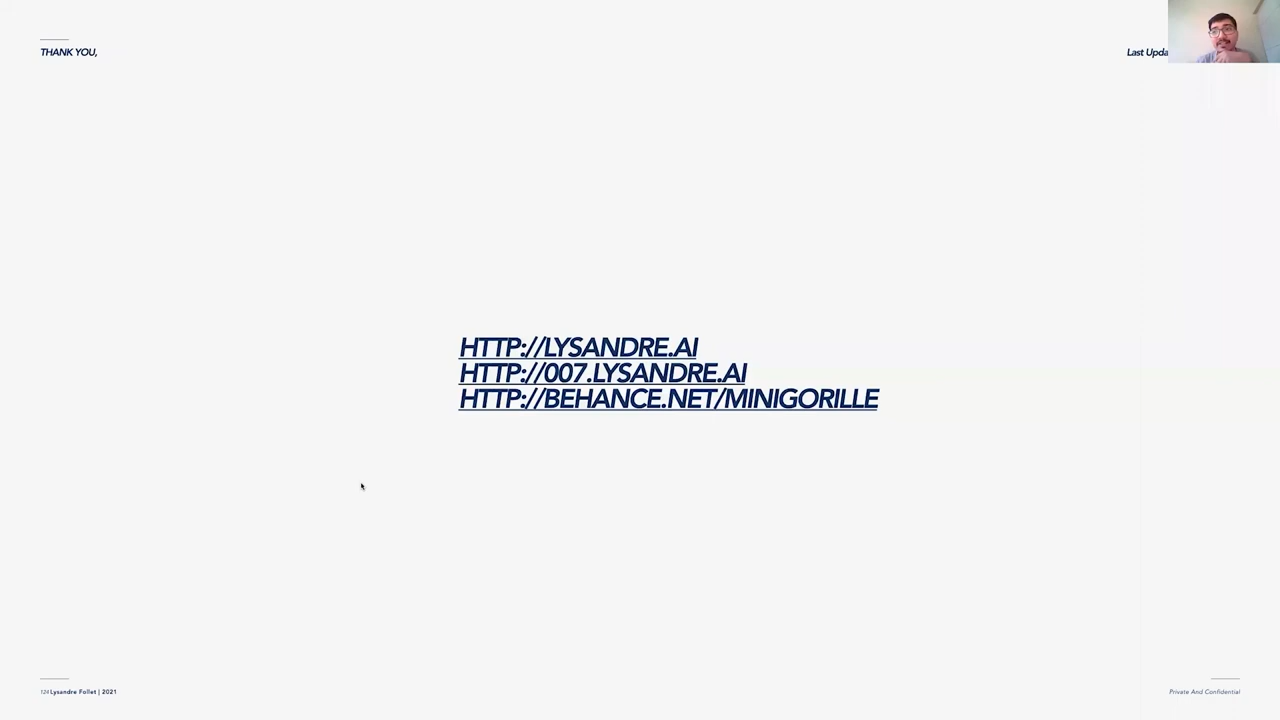 THANK YOU,
Last
HTTP://LYSANDRE.AI
HTTP://007.LYSANDRE.AI
HTTP://BEHANCE.NET/MINIGORILLE
124 Lysandre Follet | 2021
Private And Confidential